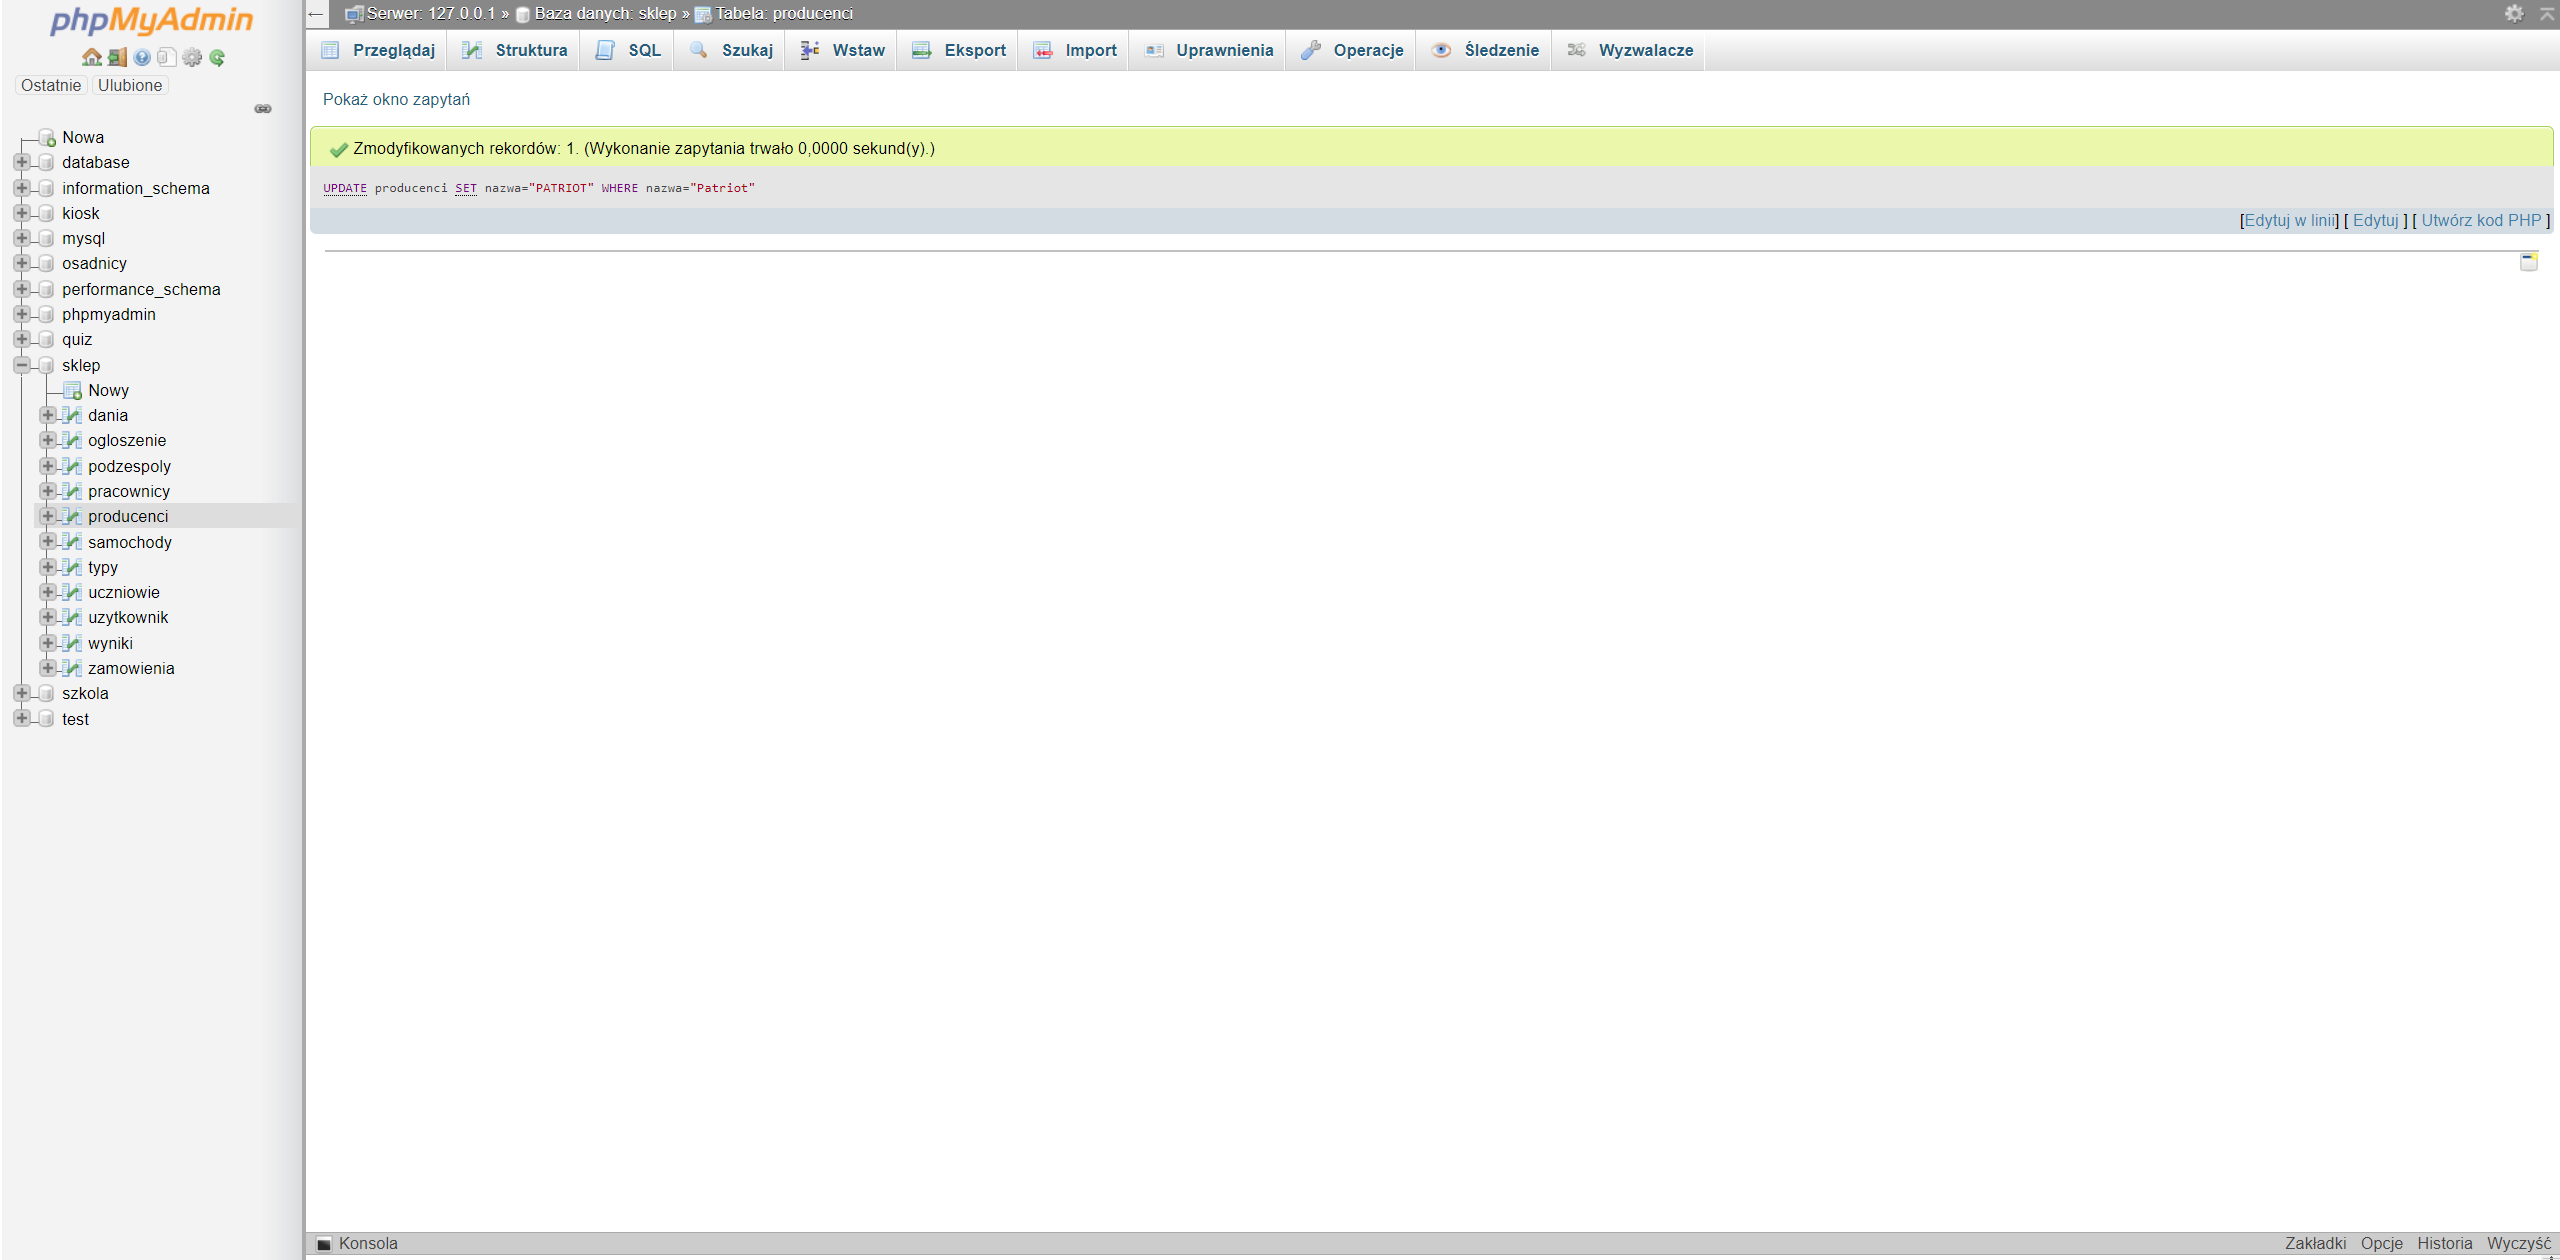 phpMyAdmin
Ostatnie Ulubione
Nowa
database
information_schema
kiosk
mysql
osadnicy
performance_schema
phpmyadmin
quiz
sklep
Nowy
dania
ogloszenie
podzespoly
pracownicy
producenci
samochody
typy
uczniowie
uzytkownik
wyniki
zamowienia
szkola
test
← Serwer: 127.0.0.1 » Baza danych: sklep » Tabela: producenci
Przeglądaj Struktura SQL Szukaj Wstaw Eksport Import Uprawnienia Operacje Śledzenie Wyzwalacze
Pokaż okno zapytań
Zmodyfikowanych rekordów: 1. (Wykonanie zapytania trwało 0,0000 sekund(y).)
UPDATE producenci SET nazwa="PATRIOT" WHERE nazwa="Patriot"
[Edytuj w linii] [ Edytuj ] [ Utwórz kod PHP ]
Konsola
Zakładki Opcje Historia Wyczyść